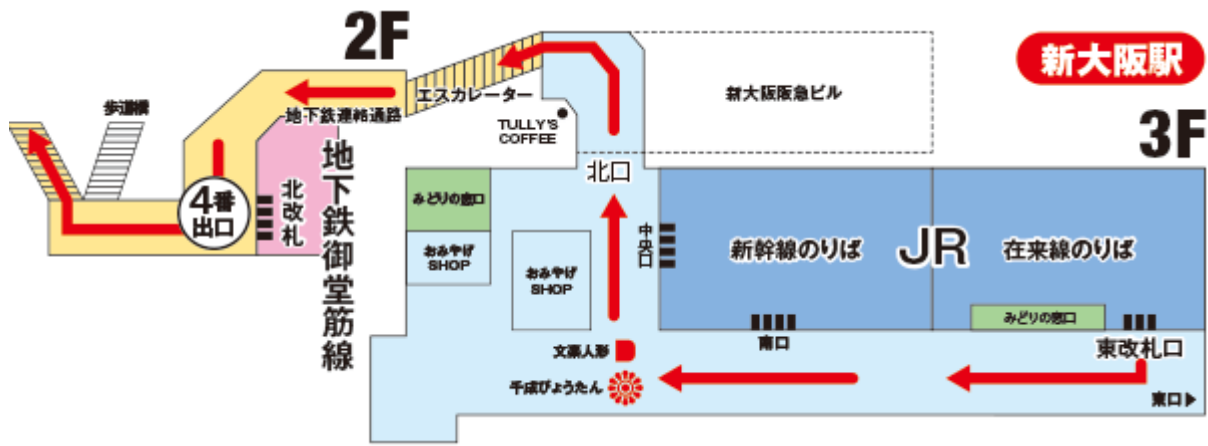 2F
新大阪駅
歩道橋
エスカレーター
新大阪阪急ビル
地下鉄連絡通路
TULLY'S
COFFEE
3F
地下鉄御堂筋線
北口
4番
出口
北改札
みどりの窓口
おみやげ
SHOP
おみやげ
SHOP
中央口
新幹線のりば
JR
在来線のりば
みどりの窓口
南口
東改札口
文楽人形
千成びょうたん
東口▶